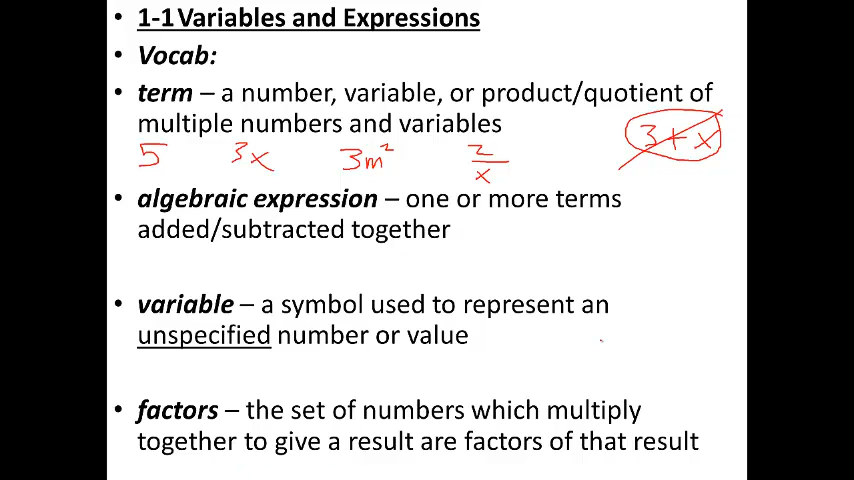 • 1-1 Variables and Expressions
• Vocab:
• term – a number, variable, or product/quotient of
multiple numbers and variables
3 + x
5 3x 3m² 2/x
• algebraic expression – one or more terms
added/subtracted together
• variable – a symbol used to represent an
unspecified number or value
• factors – the set of numbers which multiply
together to give a result are factors of that result